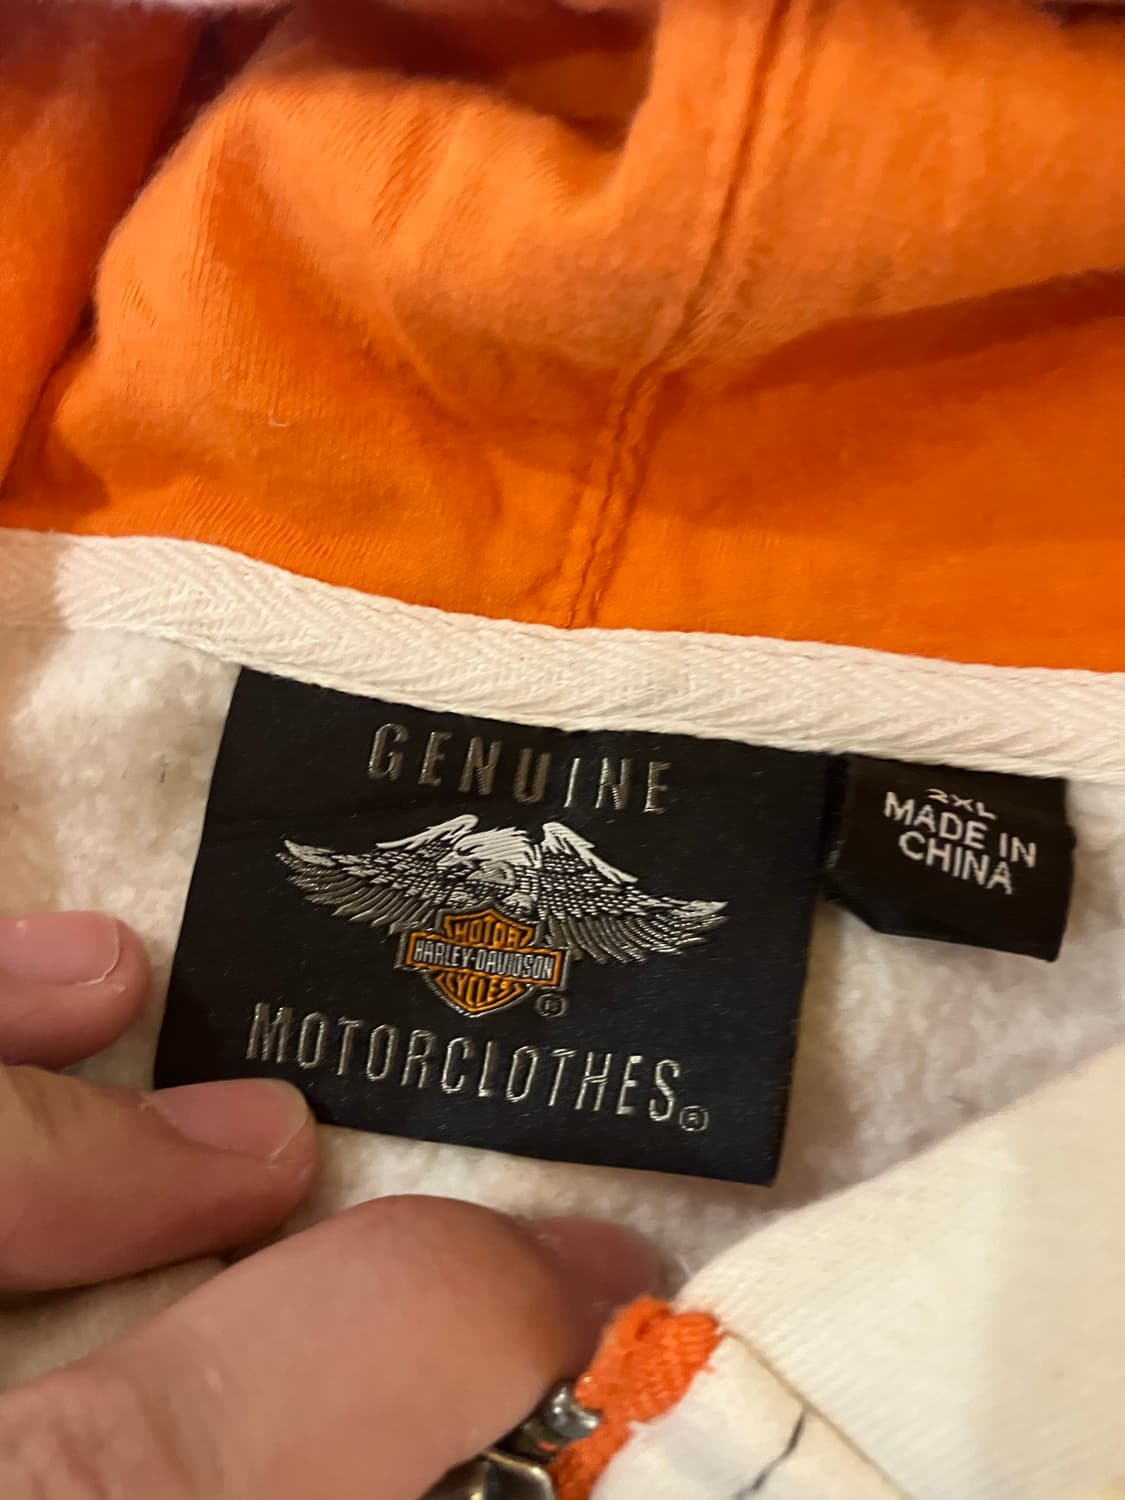 GENUINE
MOTOR
HARLEY-DAVIDSON
CYCLES
®
MOTORCLOTHES®
2XL
MADE IN
CHINA